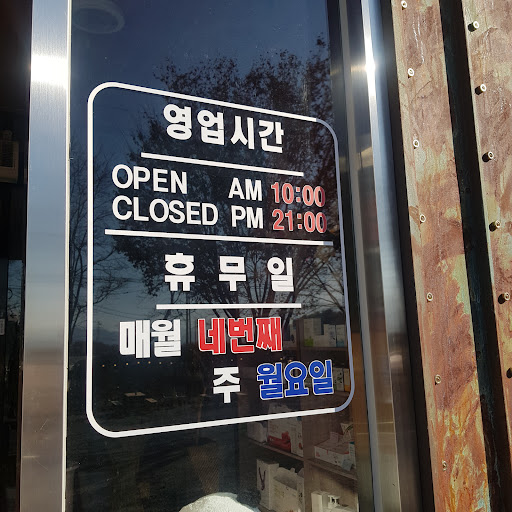 영업시간
OPEN AM 10:00
CLOSED PM 21:00
휴무일
매월 네번째
주 월요일